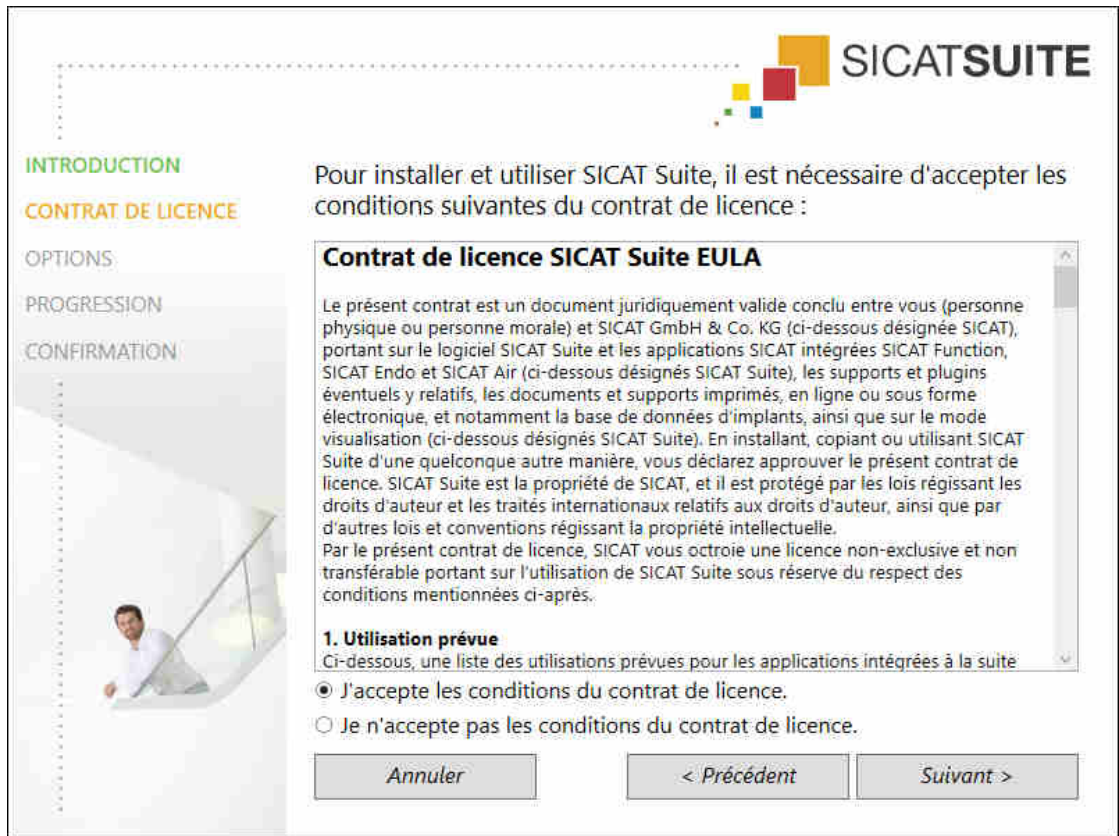 SICATSUITE
INTRODUCTION
CONTRAT DE LICENCE
OPTIONS
PROGRESSION
CONFIRMATION
Pour installer et utiliser SICAT Suite, il est nécessaire d'accepter les
conditions suivantes du contrat de licence :
Contrat de licence SICAT Suite EULA
Le présent contrat est un document juridiquement valide conclu entre vous (personne
physique ou personne morale) et SICAT GmbH & Co. KG (ci-dessous désignée SICAT),
portant sur le logiciel SICAT Suite et les applications SICAT intégrées SICAT Function,
SICAT Endo et SICAT Air (ci-dessous désignés SICAT Suite), les supports et plugins
éventuels y relatifs, les documents et supports imprimés, en ligne ou sous forme
électronique, et notamment la base de données d'implants, ainsi que sur le mode
visualisation (ci-dessous désignés SICAT Suite). En installant, copiant ou utilisant SICAT
Suite d'une quelconque autre manière, vous déclarez approuver le présent contrat de
licence. SICAT Suite est la propriété de SICAT, et il est protégé par les lois régissant les
droits d'auteur et les traités internationaux relatifs aux droits d'auteur, ainsi que par
d'autres lois et conventions régissant la propriété intellectuelle.
Par le présent contrat de licence, SICAT vous octroie une licence non-exclusive et non
transférable portant sur l'utilisation de SICAT Suite sous réserve du respect des
conditions mentionnées ci-après.
1. Utilisation prévue
Ci-dessous, une liste des utilisations prévues pour les applications intégrées à la suite
J'accepte les conditions du contrat de licence.
Je n'accepte pas les conditions du contrat de licence.
Annuler
< Précédent
Suivant >